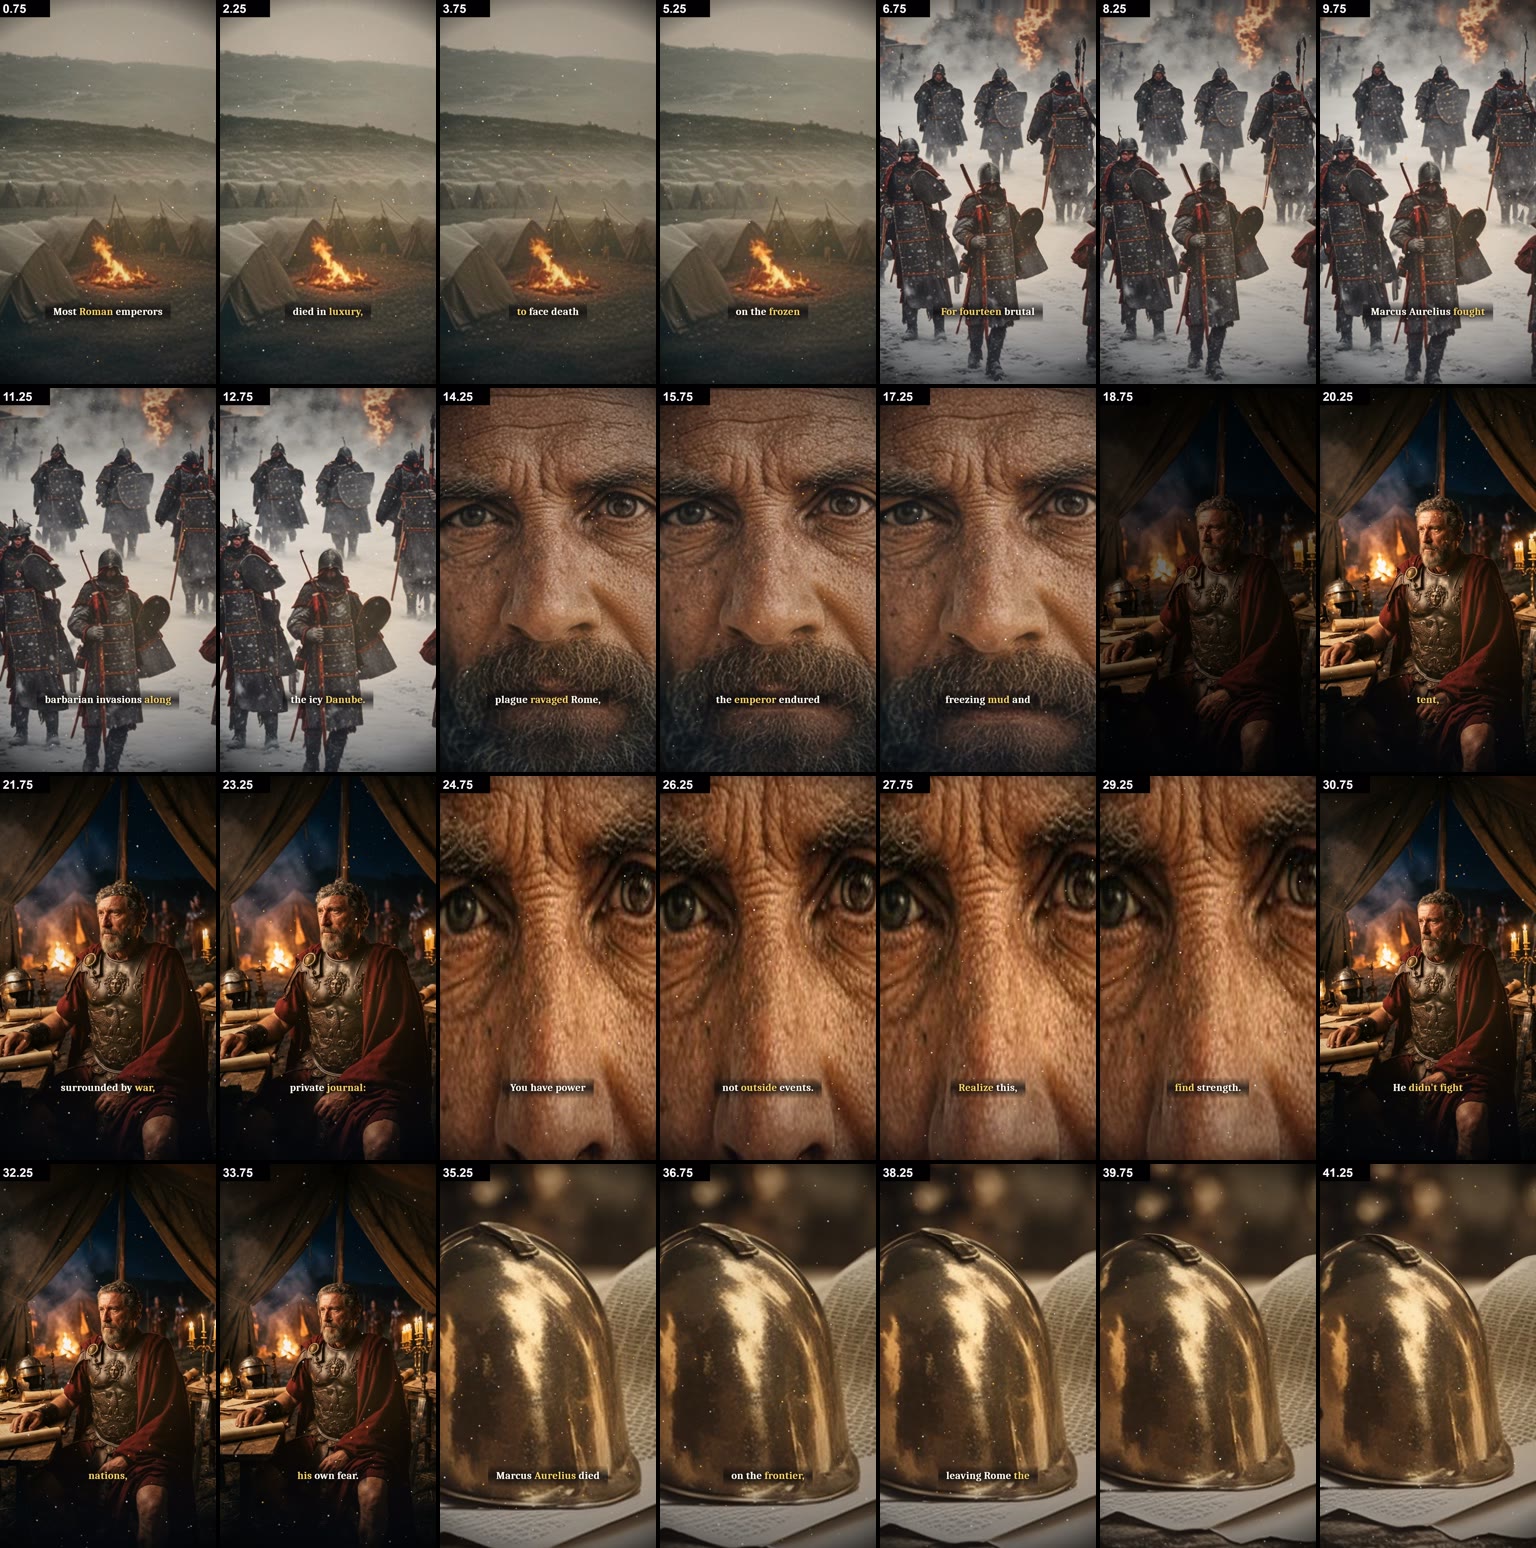 0.75
2.25
3.75
5.25
6.75
8.25
9.75
Most Roman emperors
died in luxury,
to face death
on the frozen
For fourteen brutal
Marcus Aurelius fought
11.25
12.75
14.25
15.75
17.25
18.75
20.25
barbarian invasions along
the icy Danube.
plague ravaged Rome,
the emperor endured
freezing mud and
tent,
21.75
23.25
24.75
26.25
27.75
29.25
30.75
surrounded by war,
private journal:
You have power
not outside events.
Realize this,
find strength.
He didn't fight
32.25
33.75
35.25
36.75
38.25
39.75
41.25
nations,
his own fear.
Marcus Aurelius died
on the frontier,
leaving Rome the